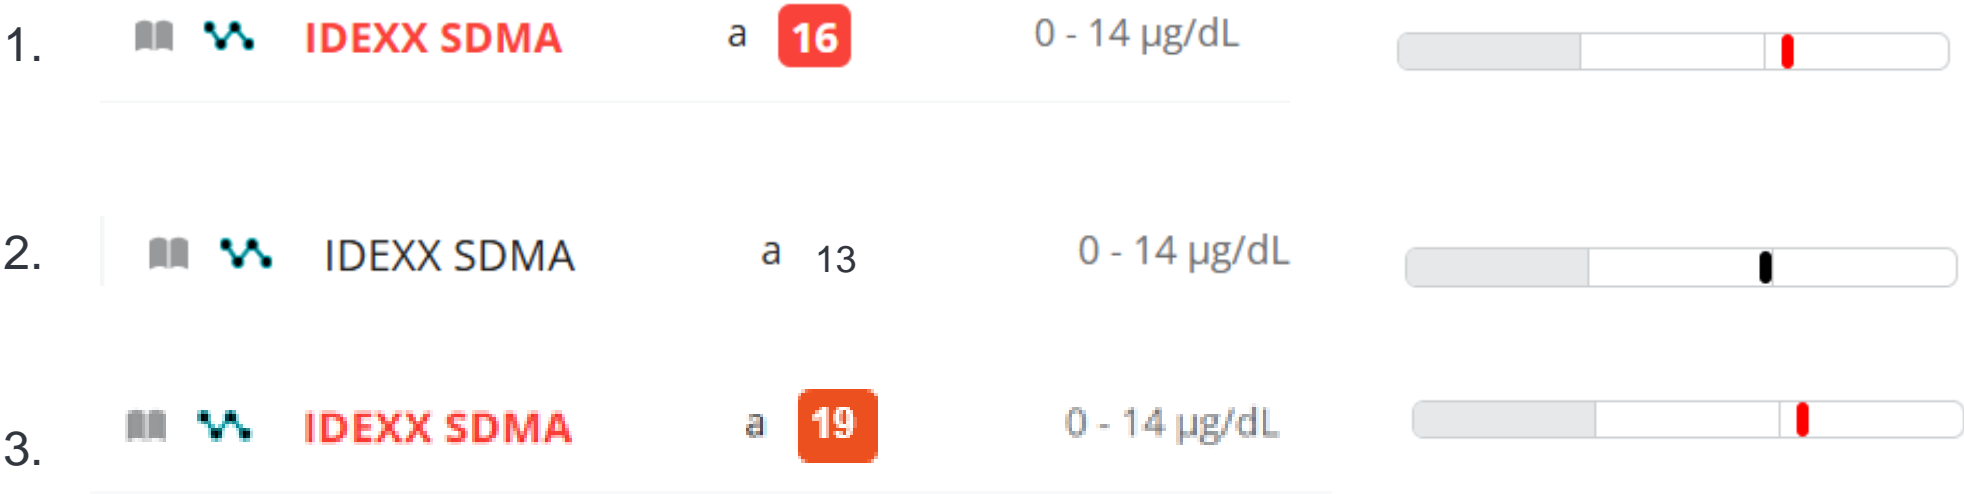 1. IDEXX SDMA a 16 0 - 14 µg/dL
2. IDEXX SDMA a 13 0 - 14 µg/dL
3. IDEXX SDMA a 19 0 - 14 µg/dL